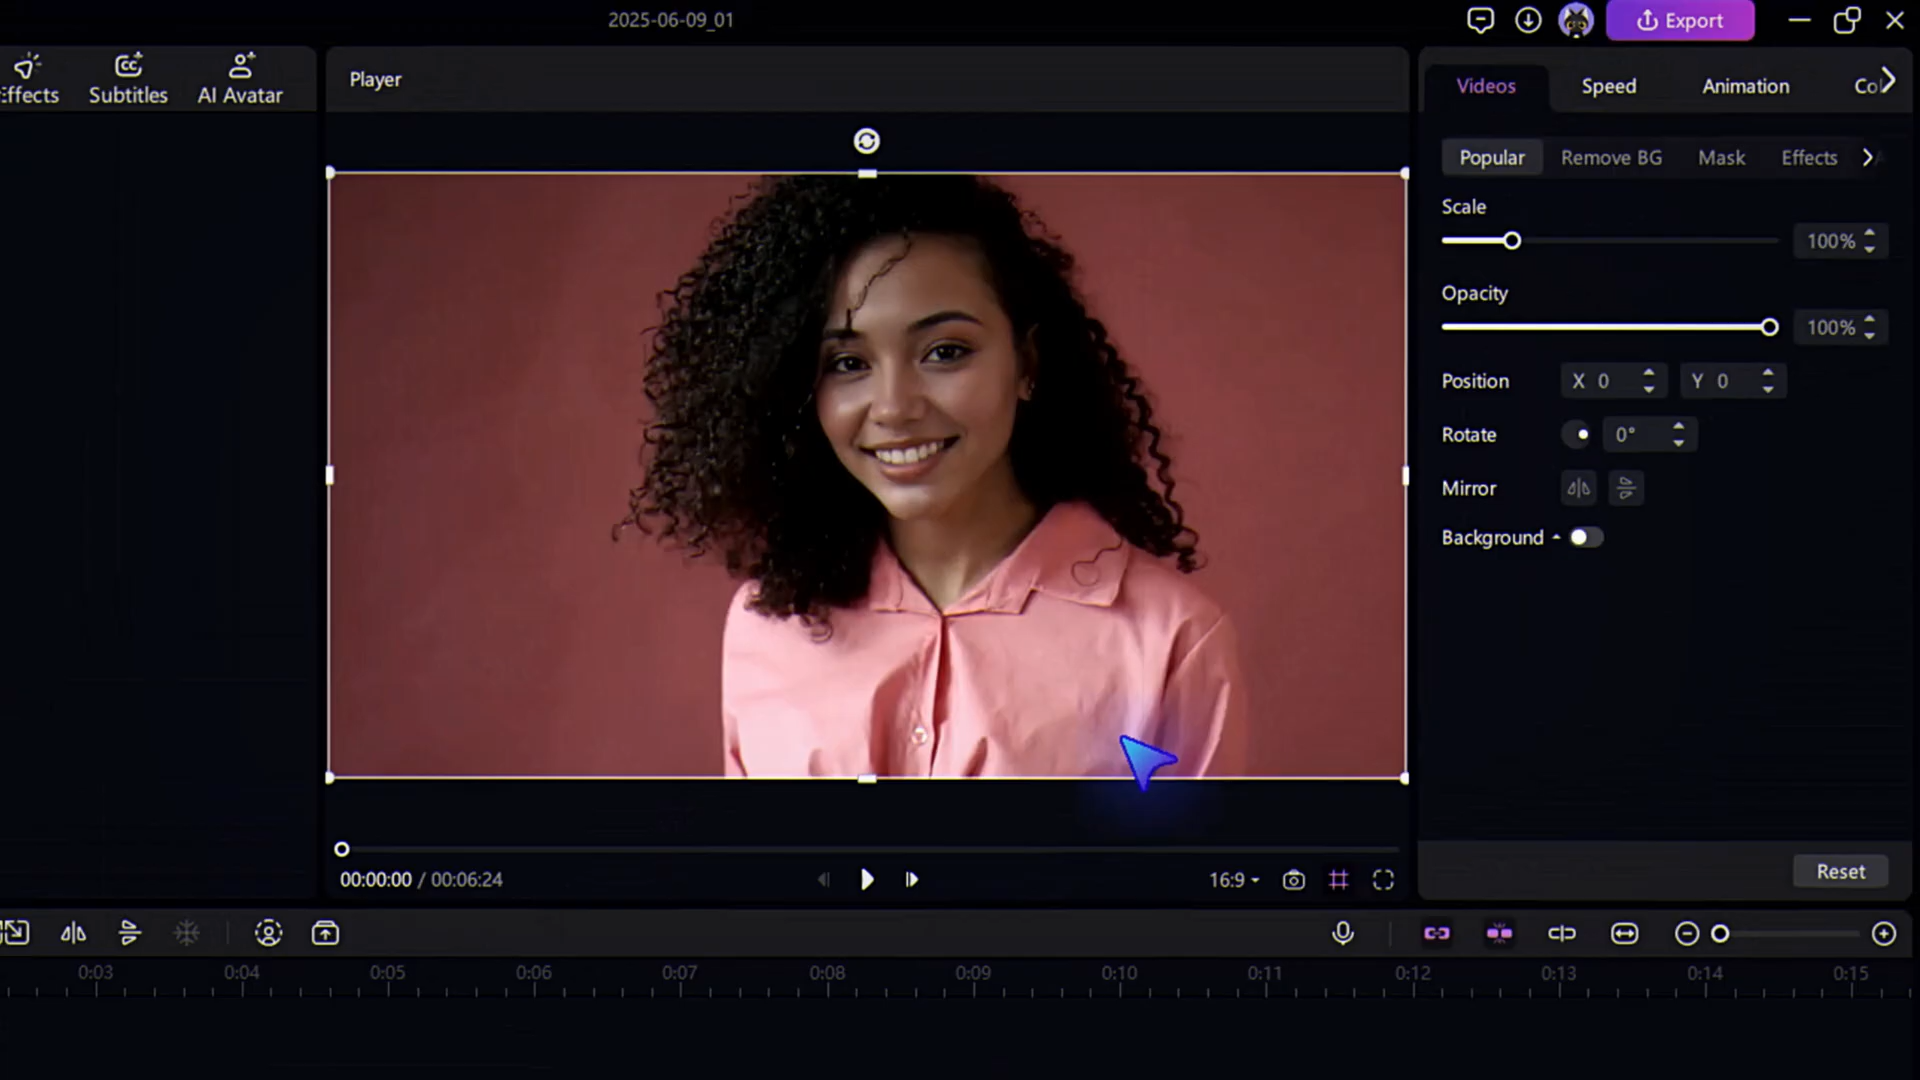 2025-06-09_01
Export
ffects
Subtitles
AI Avatar
Player
Videos
Speed
Animation
Co
Popular
Remove BG
Mask
Effects
Scale
100%
Opacity
100%
Position
X 0
Y 0
Rotate
0°
Mirror
Background
00:00:00 / 00:06:24
16:9
Reset
0:03
0:04
0:05
0:06
0:07
0:08
0:09
0:10
0:11
0:12
0:13
0:14
0:15